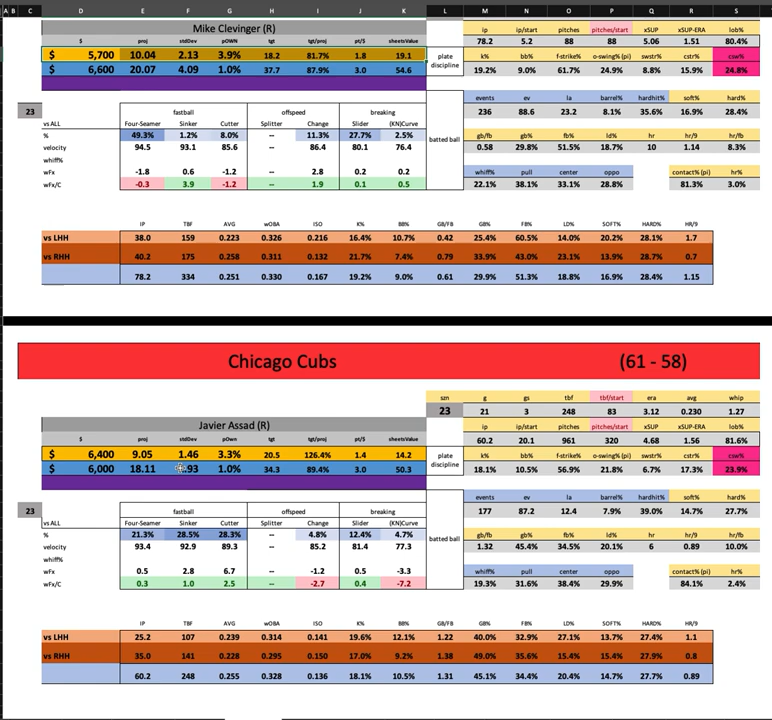 A B C D E F G H I J K L M N O P Q R S T
Mike Clevinger (R) ip ip/start pitches pitches/start xSUP xSUP-ERA lob%
$ proj stdDev pOWN tgt tgt/proj pt/$ sheetsValue 78.2 5.2 88 88 5.06 1.51 80.4%
$ 5,700 10.04 2.13 3.9% 18.2 81.7% 1.8 19.1 plate discipline k% bb% f-strike% o-swing% (pi) swstr% cstr% csw%
$ 6,600 20.07 4.09 1.0% 37.7 87.9% 3.0 54.6 19.2% 9.0% 61.7% 24.9% 8.8% 15.9% 24.8%
events ev la barrel% hardhit% soft% hard%
23 fastball offspeed breaking 236 88.6 23.2 8.1% 35.6% 16.9% 28.4%
vs ALL Four-Seamer Sinker Cutter Splitter Change Slider (KN)Curve
% 49.3% 1.2% 8.0% -- 11.3% 27.7% 2.5% batted ball gb/fb gb% fb% ld% hr hr/9 hr/fb
velocity 94.5 93.1 85.6 -- 86.4 80.1 76.4 0.58 29.8% 51.5% 18.7% 10 1.14 8.3%
whiff%
wFx -1.8 0.6 -1.2 -- 2.8 0.2 0.2 whiff% pull center oppo contact% (pi) hr%
wFx/C -0.3 3.9 -1.2 -- 1.9 0.1 0.5 22.1% 38.1% 33.1% 28.8% 81.3% 3.0%
IP TBF AVG wOBA ISO K% BB% GB/FB GB% FB% LD% SOFT% HARD% HR/9
vs LHH 38.0 159 0.223 0.326 0.216 16.4% 10.7% 0.42 25.4% 60.5% 14.0% 20.2% 28.1% 1.7
vs RHH 40.2 175 0.258 0.311 0.132 21.7% 7.4% 0.79 33.9% 43.0% 23.1% 13.9% 28.7% 0.7
78.2 334 0.251 0.330 0.167 19.2% 9.0% 0.61 29.9% 51.3% 18.8% 16.9% 28.4% 1.15
Chicago Cubs (61 - 58)
szn g gs tbf tbf/start era avg whip
23 21 3 248 83 3.12 0.230 1.27
Javier Assad (R) ip ip/start pitches pitches/start xSUP xSUP-ERA lob%
$ proj stdDev pOwn tgt tgt/proj pt/$ sheetsValue 60.2 20.1 961 320 4.68 1.56 81.6%
$ 6,400 9.05 1.46 3.3% 20.5 126.4% 1.4 14.2 plate discipline k% bb% f-strike% o-swing% (pi) swstr% cstr% csw%
$ 6,000 18.11 .93 1.0% 34.3 89.4% 3.0 50.3 18.1% 10.5% 56.9% 21.8% 6.7% 17.3% 23.9%
events ev la barrel% hardhit% soft% hard%
23 fastball offspeed breaking 177 87.2 12.4 7.9% 39.0% 14.7% 27.7%
vs ALL Four-Seamer Sinker Cutter Splitter Change Slider (KN)Curve
% 21.3% 28.5% 28.3% -- 4.8% 12.4% 4.7% batted ball gb/fb gb% fb% ld% hr hr/9 hr/fb
velocity 93.4 92.9 89.3 -- 85.2 81.4 77.3 1.32 45.4% 34.5% 20.1% 6 0.89 10.0%
whiff%
wFx 0.5 2.8 6.7 -- -1.2 0.5 -3.3 whiff% pull center oppo contact% (pi) hr%
wFx/C 0.3 1.0 2.5 -- -2.7 0.4 -7.2 19.3% 31.6% 38.4% 29.9% 84.1% 2.4%
IP TBF AVG wOBA ISO K% BB% GB/FB GB% FB% LD% SOFT% HARD% HR/9
vs LHH 25.2 107 0.239 0.314 0.141 19.6% 12.1% 1.22 40.0% 32.9% 27.1% 13.7% 27.4% 1.1
vs RHH 35.0 141 0.228 0.295 0.150 17.0% 9.2% 1.38 49.0% 35.6% 15.4% 15.4% 27.9% 0.8
60.2 248 0.255 0.328 0.136 18.1% 10.5% 1.31 45.1% 34.4% 20.4% 14.7% 27.7% 0.89